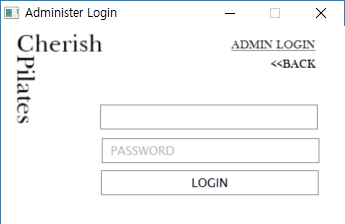 Administer Login
Cherish
Pilates
ADMIN LOGIN
<<BACK
PASSWORD
LOGIN